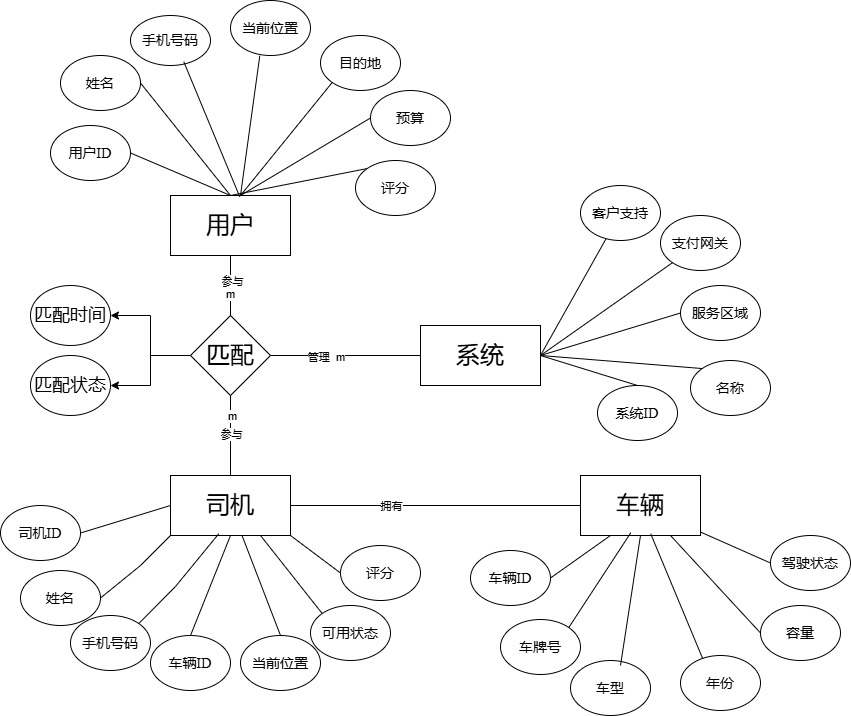 当前位置
手机号码
目的地
姓名
预算
用户ID
评分
用户
客户支持
支付网关
参与
m
匹配时间
服务区域
匹配
管理 m
系统
匹配状态
名称
系统ID
m
参与
司机
拥有
车辆
司机ID
评分
驾驶状态
车辆ID
姓名
手机号码
可用状态
容量
车牌号
车辆ID
当前位置
车型
年份